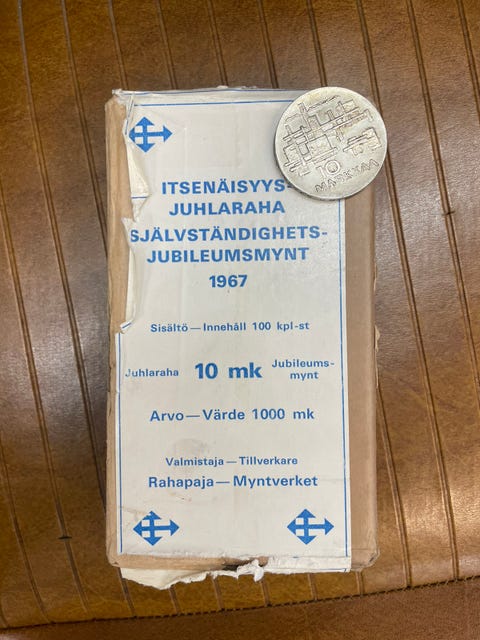 10
MARKKAA
ITSENÄISYYS-
JUHLARAHA
SJÄLVSTÄNDIGHETS-
JUBILEUMSMYNT
1967
Sisältö — Innehåll 100 kpl-st
Juhlaraha 10 mk Jubileums-
mynt
Arvo — Värde 1000 mk
Valmistaja — Tillverkare
Rahapaja — Myntverket